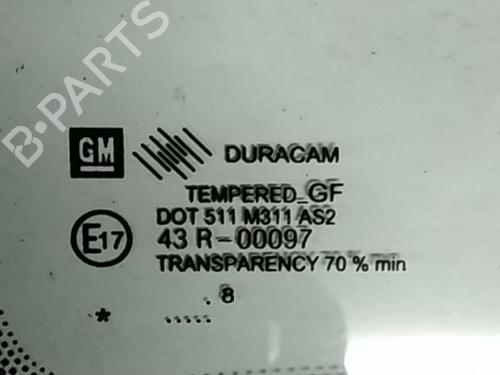 B-PARTS
GM DURACAM
TEMPERED_GF
DOT 511 M311 AS2
E17 43 R-00097
TRANSPARENCY 70 % min
. 8
* .....